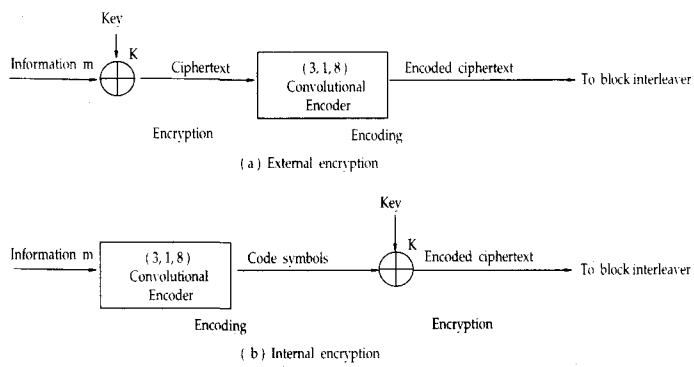 Key
K
Information m
Ciphertext
(3, 1, 8)
Convolutional
Encoder
Encoded ciphertext
To block interleaver
Encryption
Encoding
(a) External encryption
Key
K
Information m
(3, 1, 8)
Convolutional
Encoder
Code symbols
Encoded ciphertext
To block interleaver
Encoding
Encryption
(b) Internal encryption